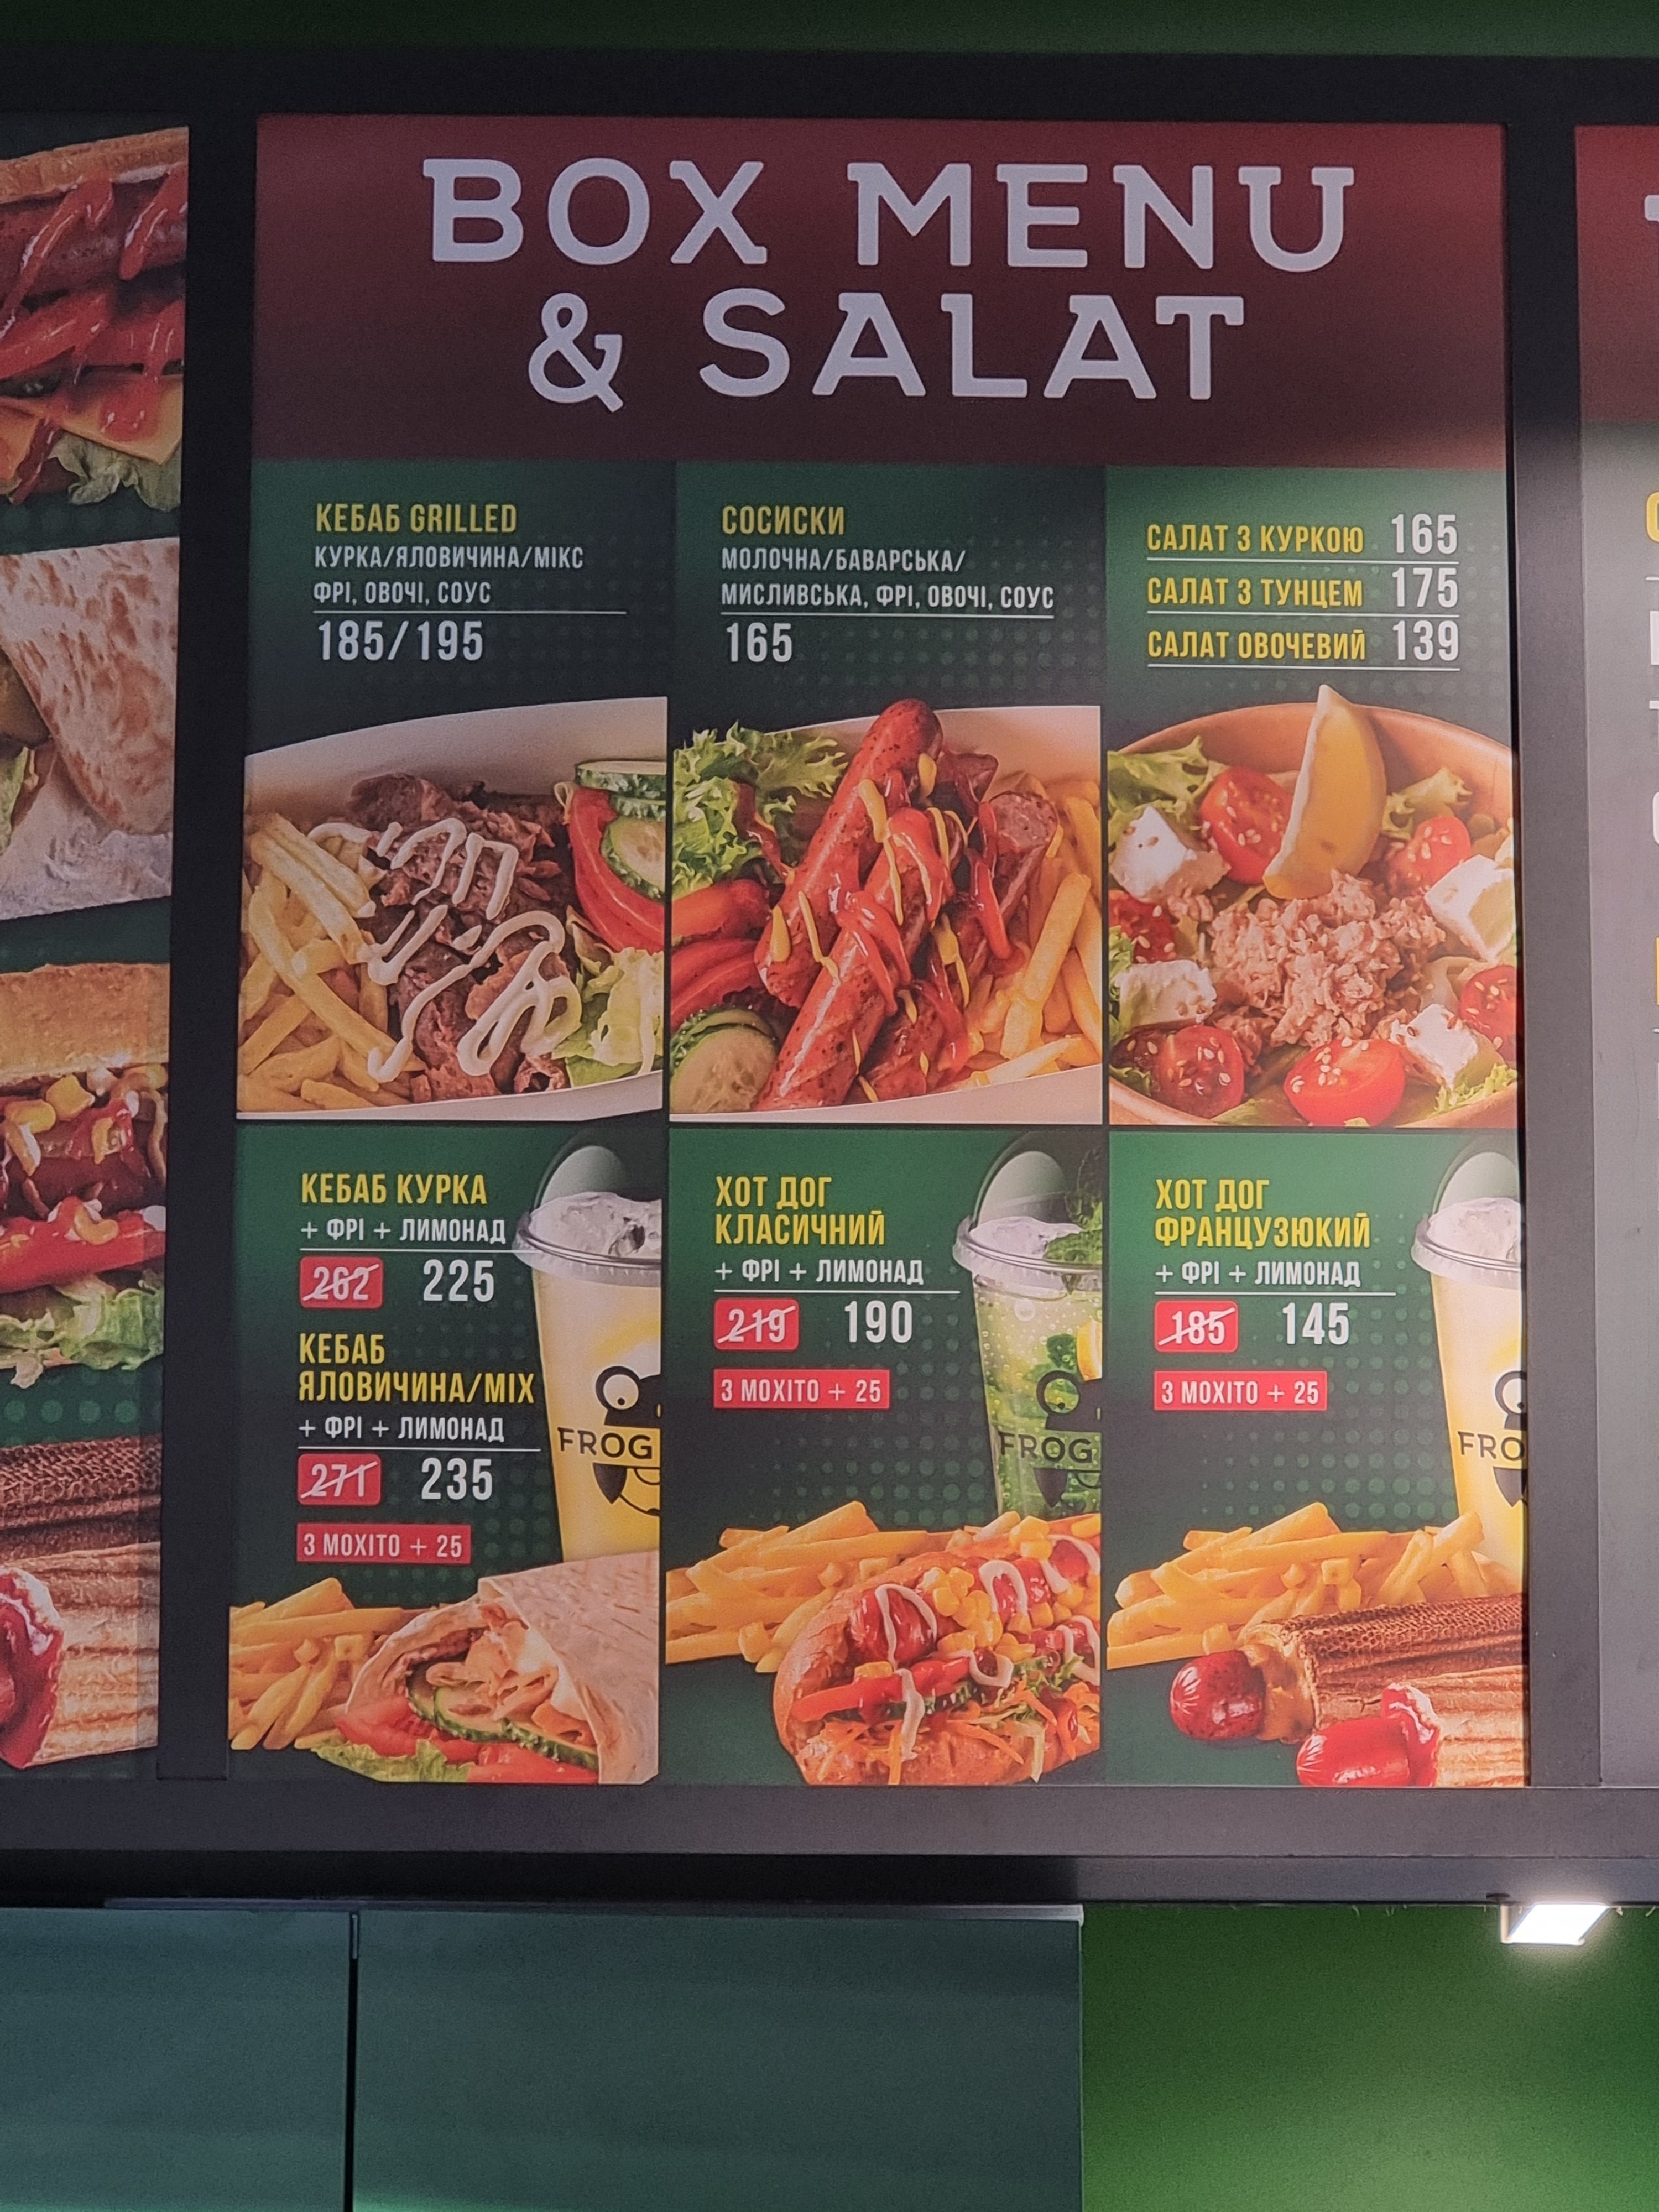 BOX MENU
& SALAT
КЕБАБ GRILLED
КУРКА/ЯЛОВИЧИНА/МІКС
ФРІ, ОВОЧІ, СОУС
185/195
СОСИСКИ
МОЛОЧНА/БАВАРСЬКА/
МИСЛИВСЬКА, ФРІ, ОВОЧІ, СОУС
165
САЛАТ З КУРКОЮ 165
САЛАТ З ТУНЦЕМ 175
САЛАТ ОВОЧЕВИЙ 139
КЕБАБ КУРКА
+ ФРІ + ЛИМОНАД
262 225
КЕБАБ
ЯЛОВИЧИНА/MIX
+ ФРІ + ЛИМОНАД
271 235
З МОХІТО + 25
FROG
ХОТ ДОГ
КЛАСИЧНИЙ
+ ФРІ + ЛИМОНАД
219 190
З МОХІТО + 25
FROG
ХОТ ДОГ
ФРАНЦУЗЮКИЙ
+ ФРІ + ЛИМОНАД
185 145
З МОХІТО + 25
FRO